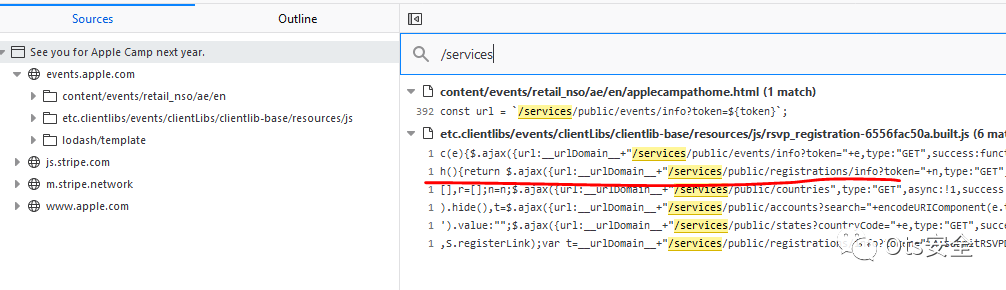 Sources
Outline
See you for Apple Camp next year.
events.apple.com
content/events/retail_nso/ae/en
etc.clientlibs/events/clientLibs/clientlib-base/resources/js
lodash/template
js.stripe.com
m.stripe.network
www.apple.com
/services
content/events/retail_nso/ae/en/applecampathome.html (1 match)
392 const url = `/services/public/events/info?token=${token}`;
etc.clientlibs/events/clientLibs/clientlib-base/resources/js/rsvp_registration-6556fac50a.built.js (6 mat
1 c(e){$.ajax({url:__urlDomain__+"/services/public/events/info?token="+e,type:"GET",success:funct
1 h(){return $.ajax({url:__urlDomain__+"/services/public/registrations/info?token="+n,type:"GET",
1 [],r=[];n=n;$.ajax({url:__urlDomain__+"/services/public/countries",type:"GET",async:!1,success
1 ).hide(),t=$.ajax({url:__urlDomain__+"/services/public/accounts?search="+encodeURIComponent(e.t
1 ').value:"";$.ajax({url:__urlDomain__+"/services/public/states?countryCode="+e,type:"GET",succe
1 ,S.registerLink);var t=__urlDomain__+"/services/public/registrations/info?token="
Ots安全